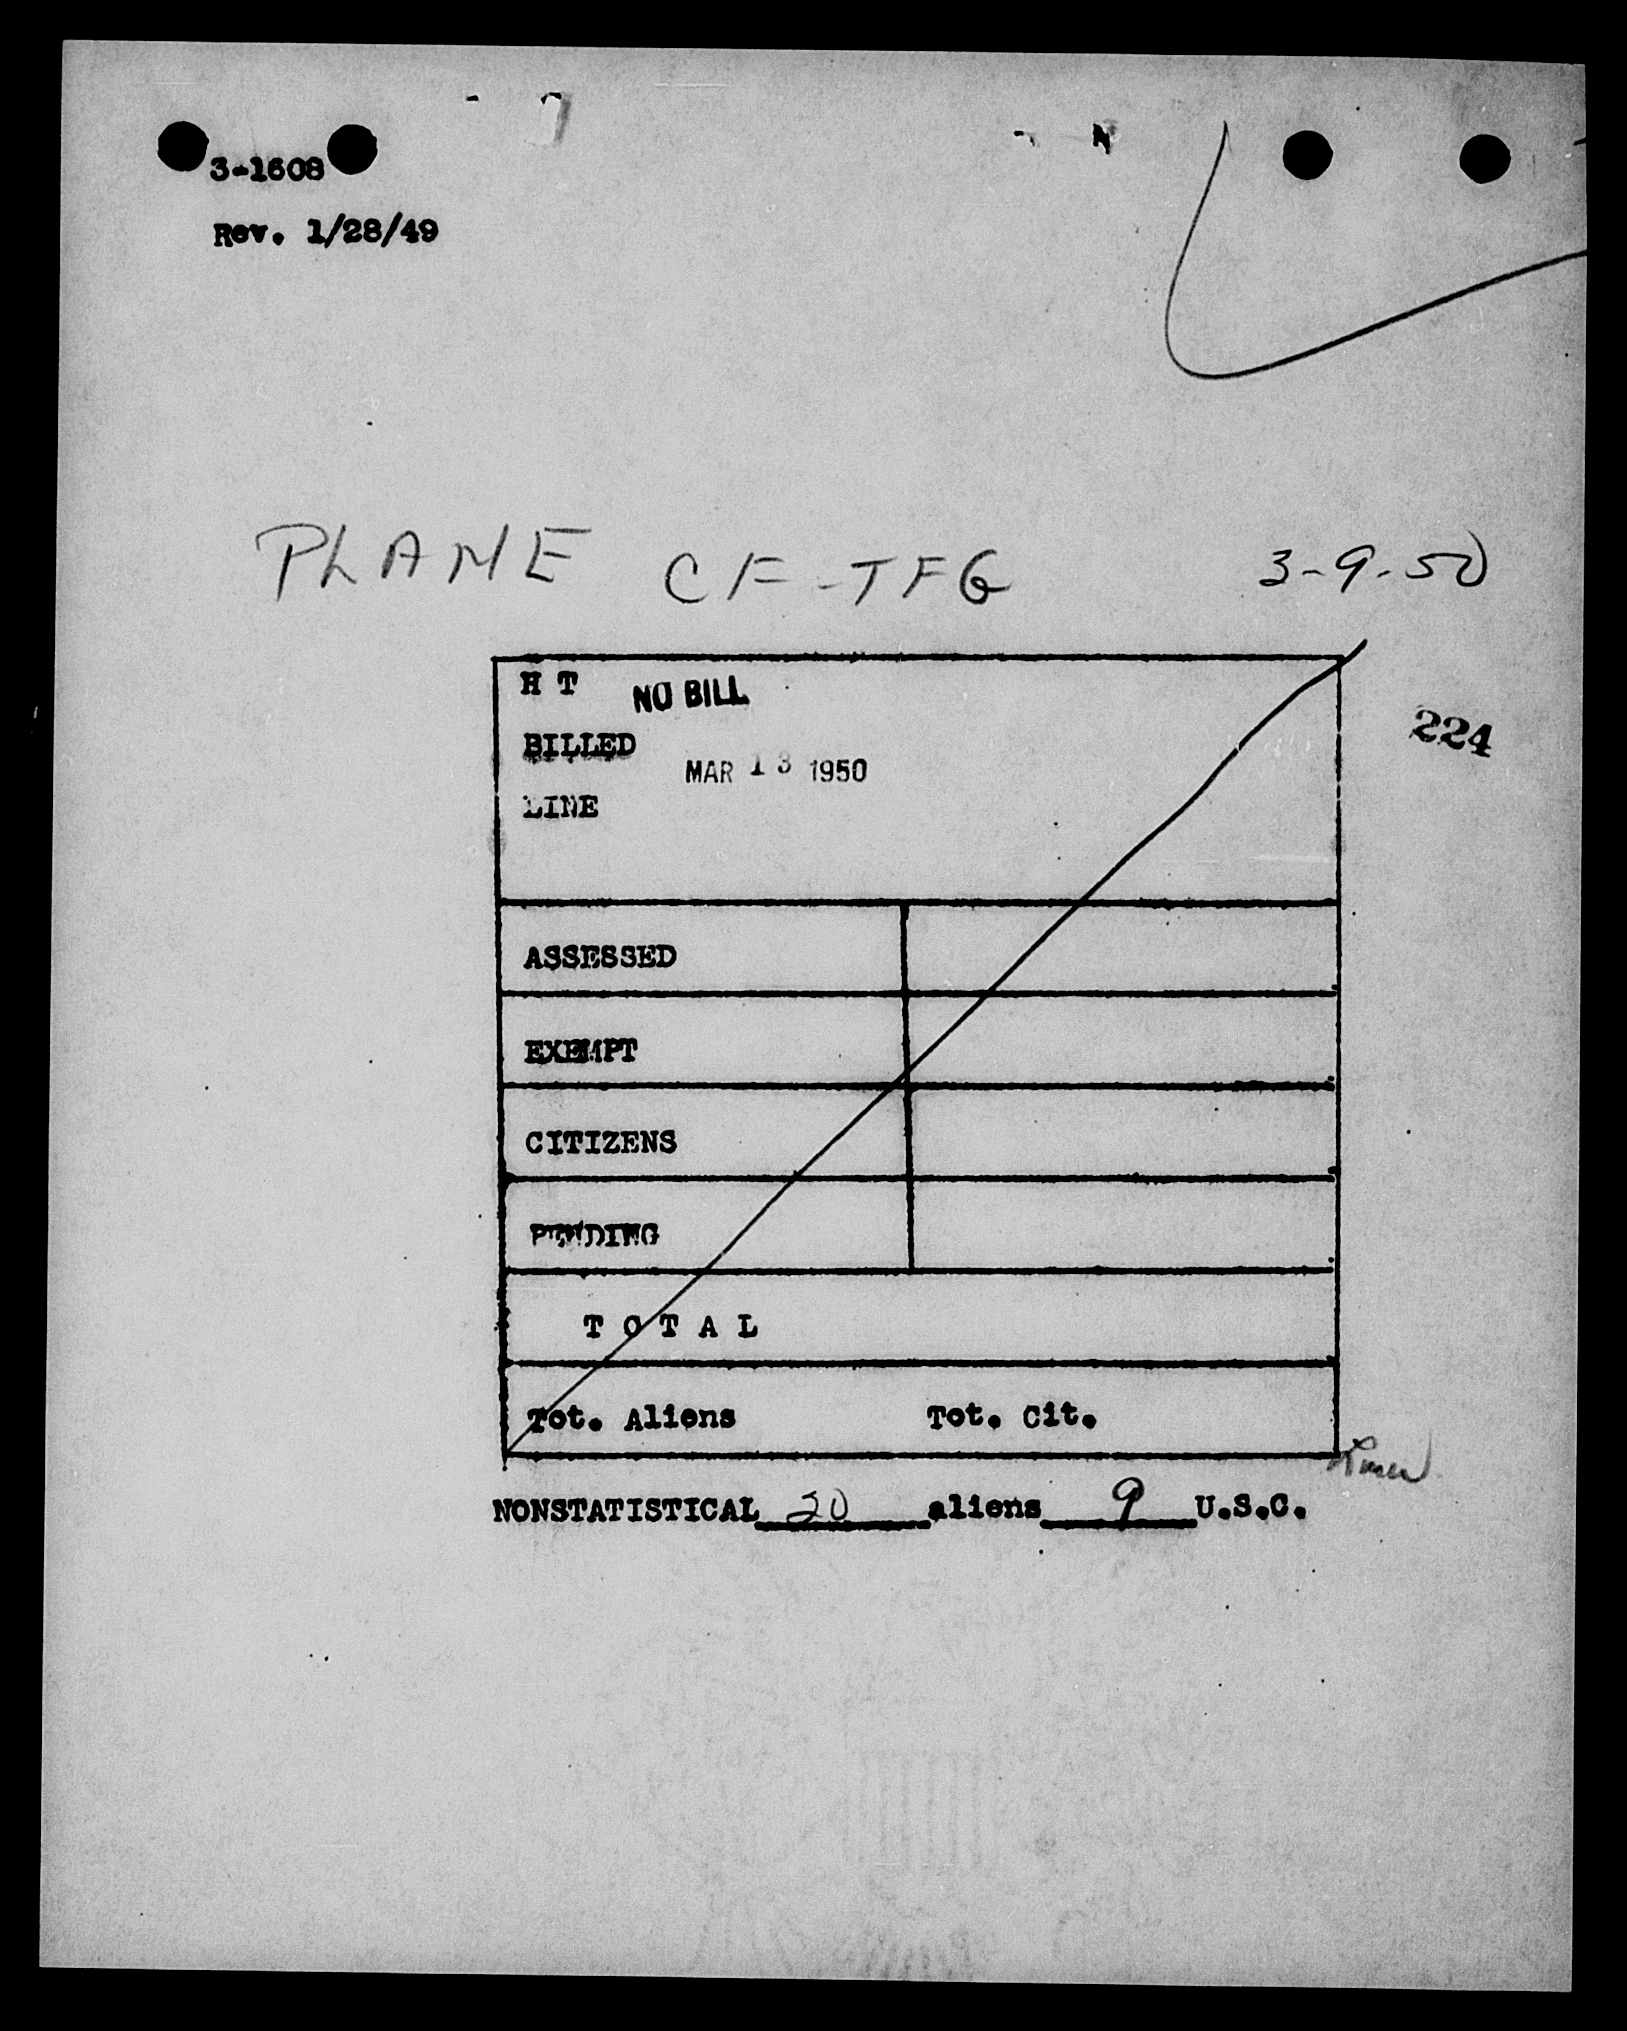 3-1608
Rev. 1/28/49
PLANE CF-TFG 3-9-50
H T NO BILL
224
BILLED
MAR 13 1950
LINE
ASSESSED
EXEMPT
CITIZENS
PENDING
T O T A L
Tot. Aliens Tot. Cit.
NONSTATISTICAL 20 aliens 9 U.S.C.